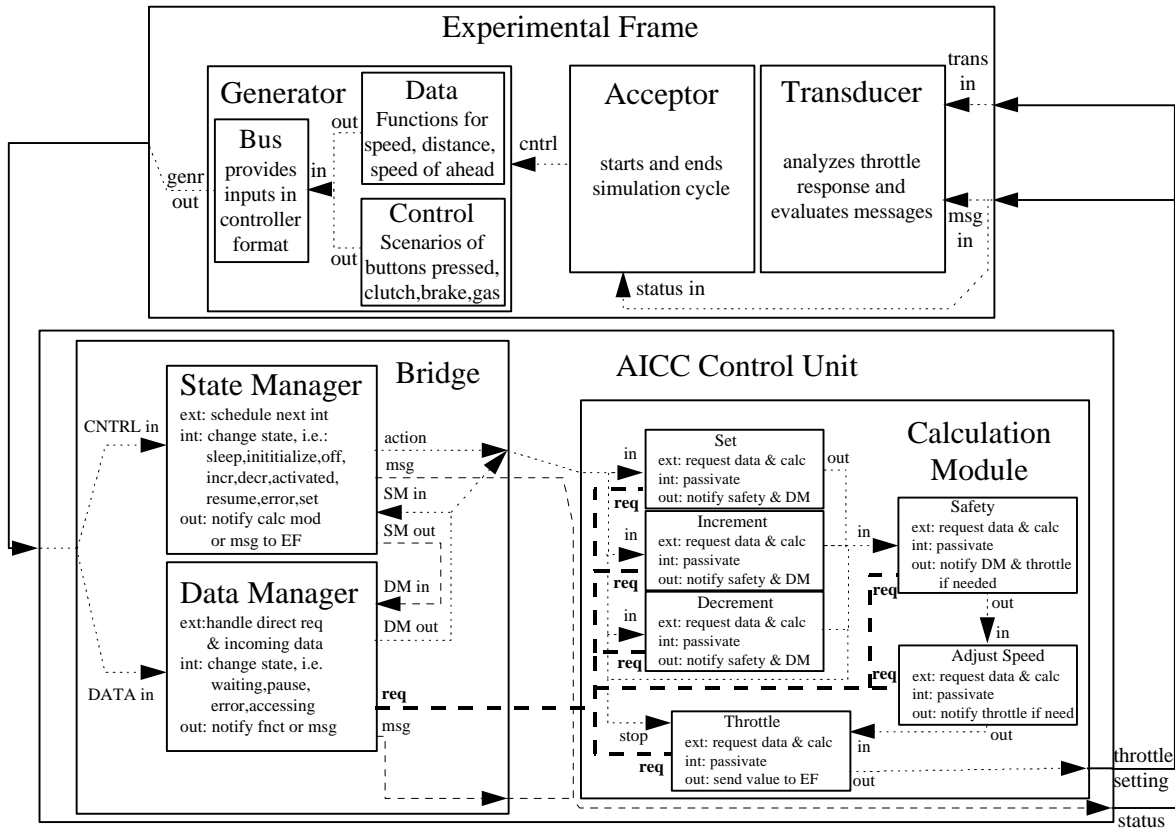 Experimental Frame
Generator
Data
Functions for
speed, distance,
speed of ahead
Bus
provides
inputs in
controller
format
Control
Scenarios of
buttons pressed,
clutch,brake,gas
out
in
out
genr
out
cntrl
Acceptor
starts and ends
simulation cycle
status in
Transducer
analyzes throttle
response and
evaluates messages
trans
in
msg
in
Bridge
State Manager
ext: schedule next int
int: change state, i.e.:
sleep,inititialize,off,
incr,decr,activated,
resume,error,set
out: notify calc mod
or msg to EF
CNTRL in
action
msg
SM in
SM out
DM in
DM out
Data Manager
ext:handle direct req
& incoming data
int: change state, i.e.
waiting,pause,
error,accessing
out: notify fnct or msg
DATA in
req
msg
AICC Control Unit
Calculation
Module
in
Set
ext: request data & calc
int: passivate
out: notify safety & DM
out
req
in
Increment
ext: request data & calc
int: passivate
out: notify safety & DM
req
in
Decrement
ext: request data & calc
int: passivate
out: notify safety & DM
req
in
Safety
ext: request data & calc
int: passivate
out: notify DM & throttle
if needed
req
out
in
Adjust Speed
ext: request data & calc
int: passivate
out: notify throttle if need
req
out
in
stop
Throttle
ext: request data & calc
int: passivate
out: send value to EF
req
out
throttle
setting
status